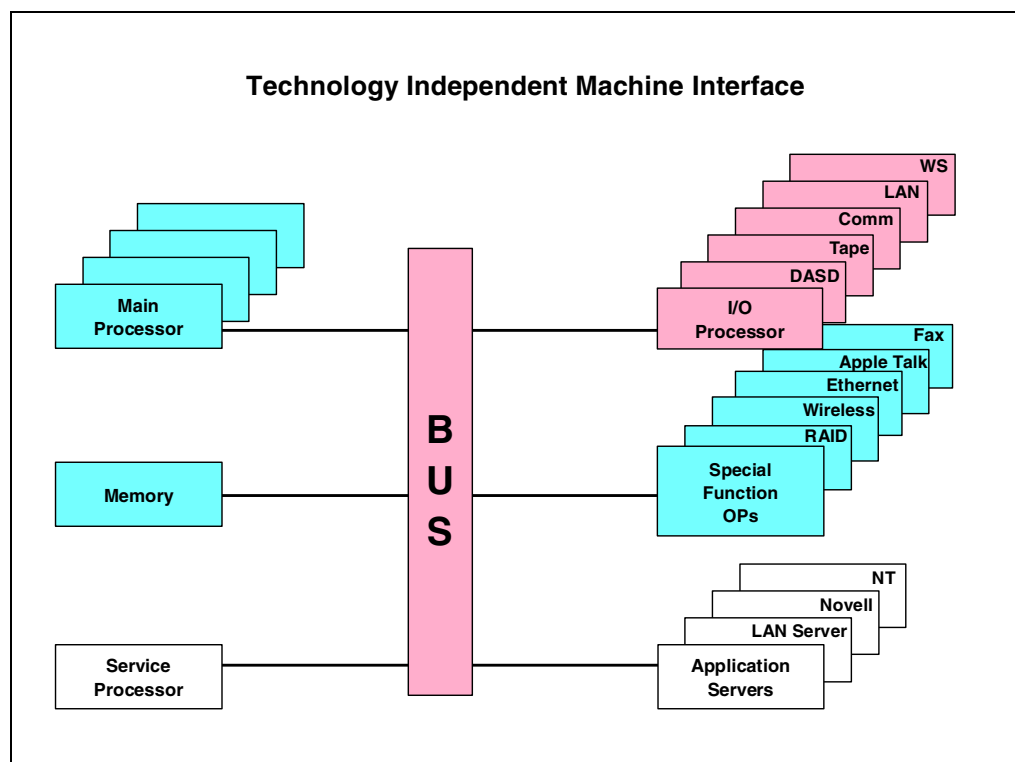 Technology Independent Machine Interface
WS
LAN
Comm
Tape
DASD
I/O
Processor
Main
Processor
Fax
Apple Talk
Ethernet
Wireless
RAID
Special
Function
OPs
B
U
S
Memory
NT
Novell
LAN Server
Application
Servers
Service
Processor